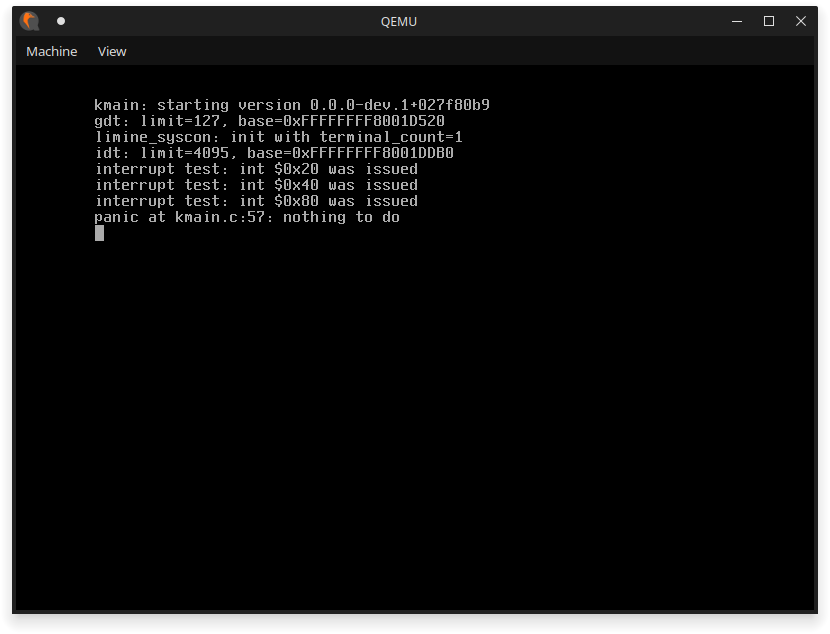 QEMU
Machine View
kmain: starting version 0.0.0-dev.1+027f80b9
gdt: limit=127, base=0xFFFFFFFF8001D520
limine_syscon: init with terminal_count=1
idt: limit=4095, base=0xFFFFFFFF8001DDB0
interrupt test: int $0x20 was issued
interrupt test: int $0x40 was issued
interrupt test: int $0x80 was issued
panic at kmain.c:57: nothing to do